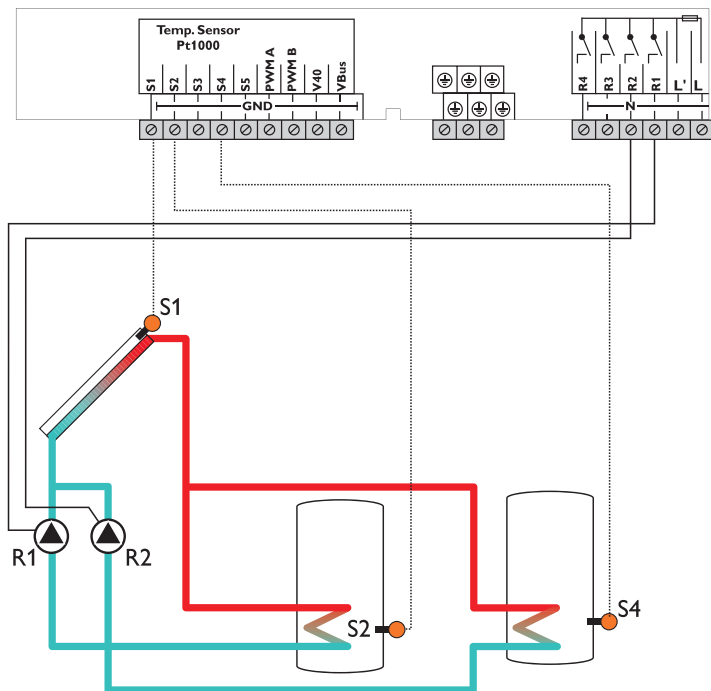 Temp. Sensor
Pt1000
S1 S2 S3 S4 S5 PWM A PWM B V40 VBus
GND
R4 R3 R2 R1 L' L
N
S1
R1
R2
S2
S4